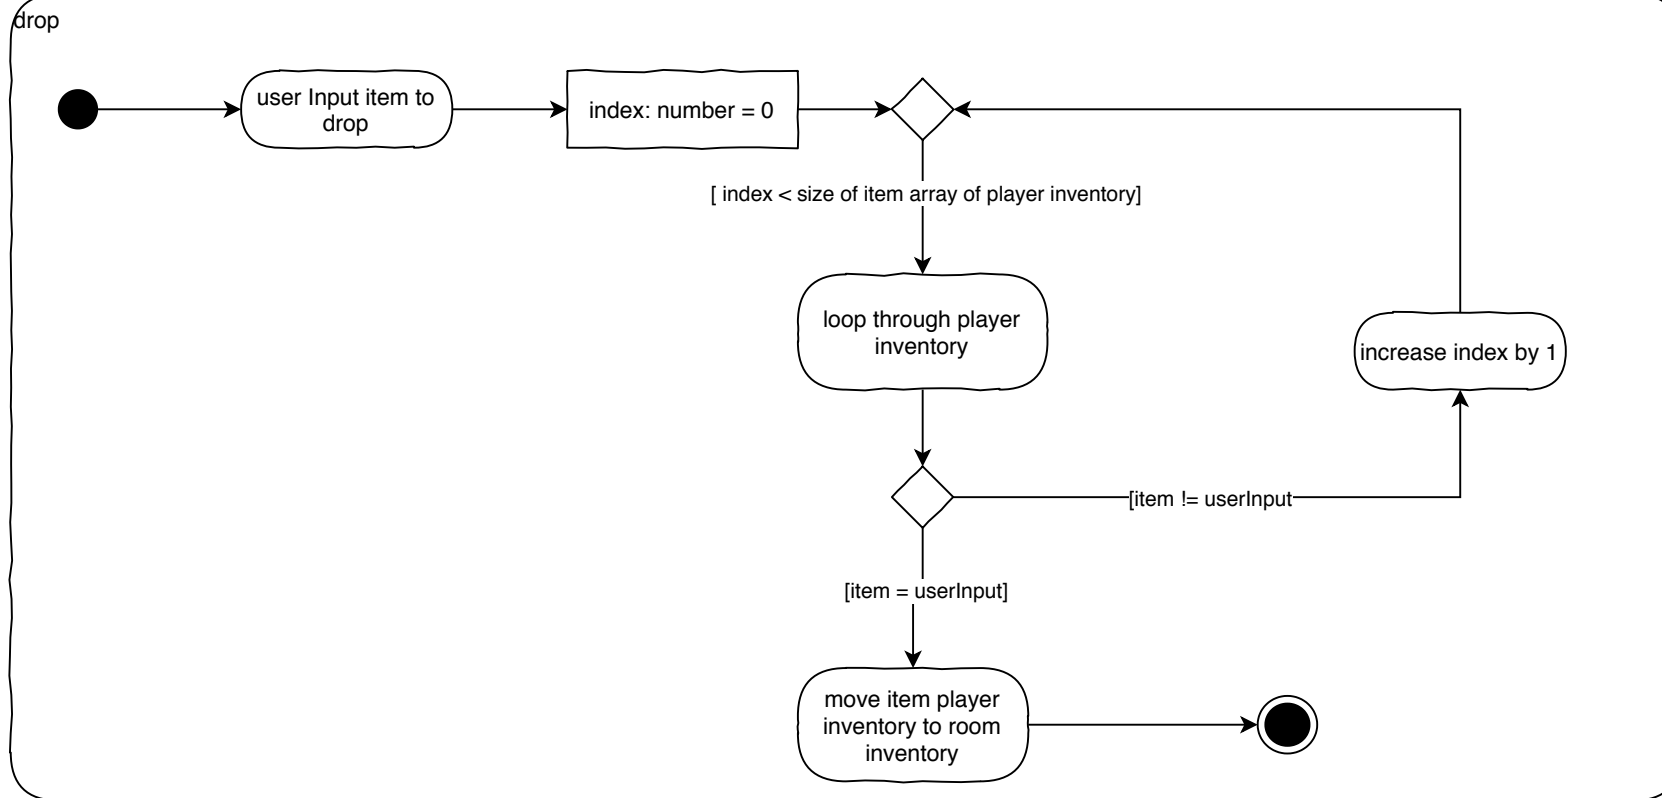 drop
user Input item to
drop
index: number = 0
[ index < size of item array of player inventory]
loop through player
inventory
increase index by 1
[item != userInput
[item = userInput]
move item player
inventory to room
inventory